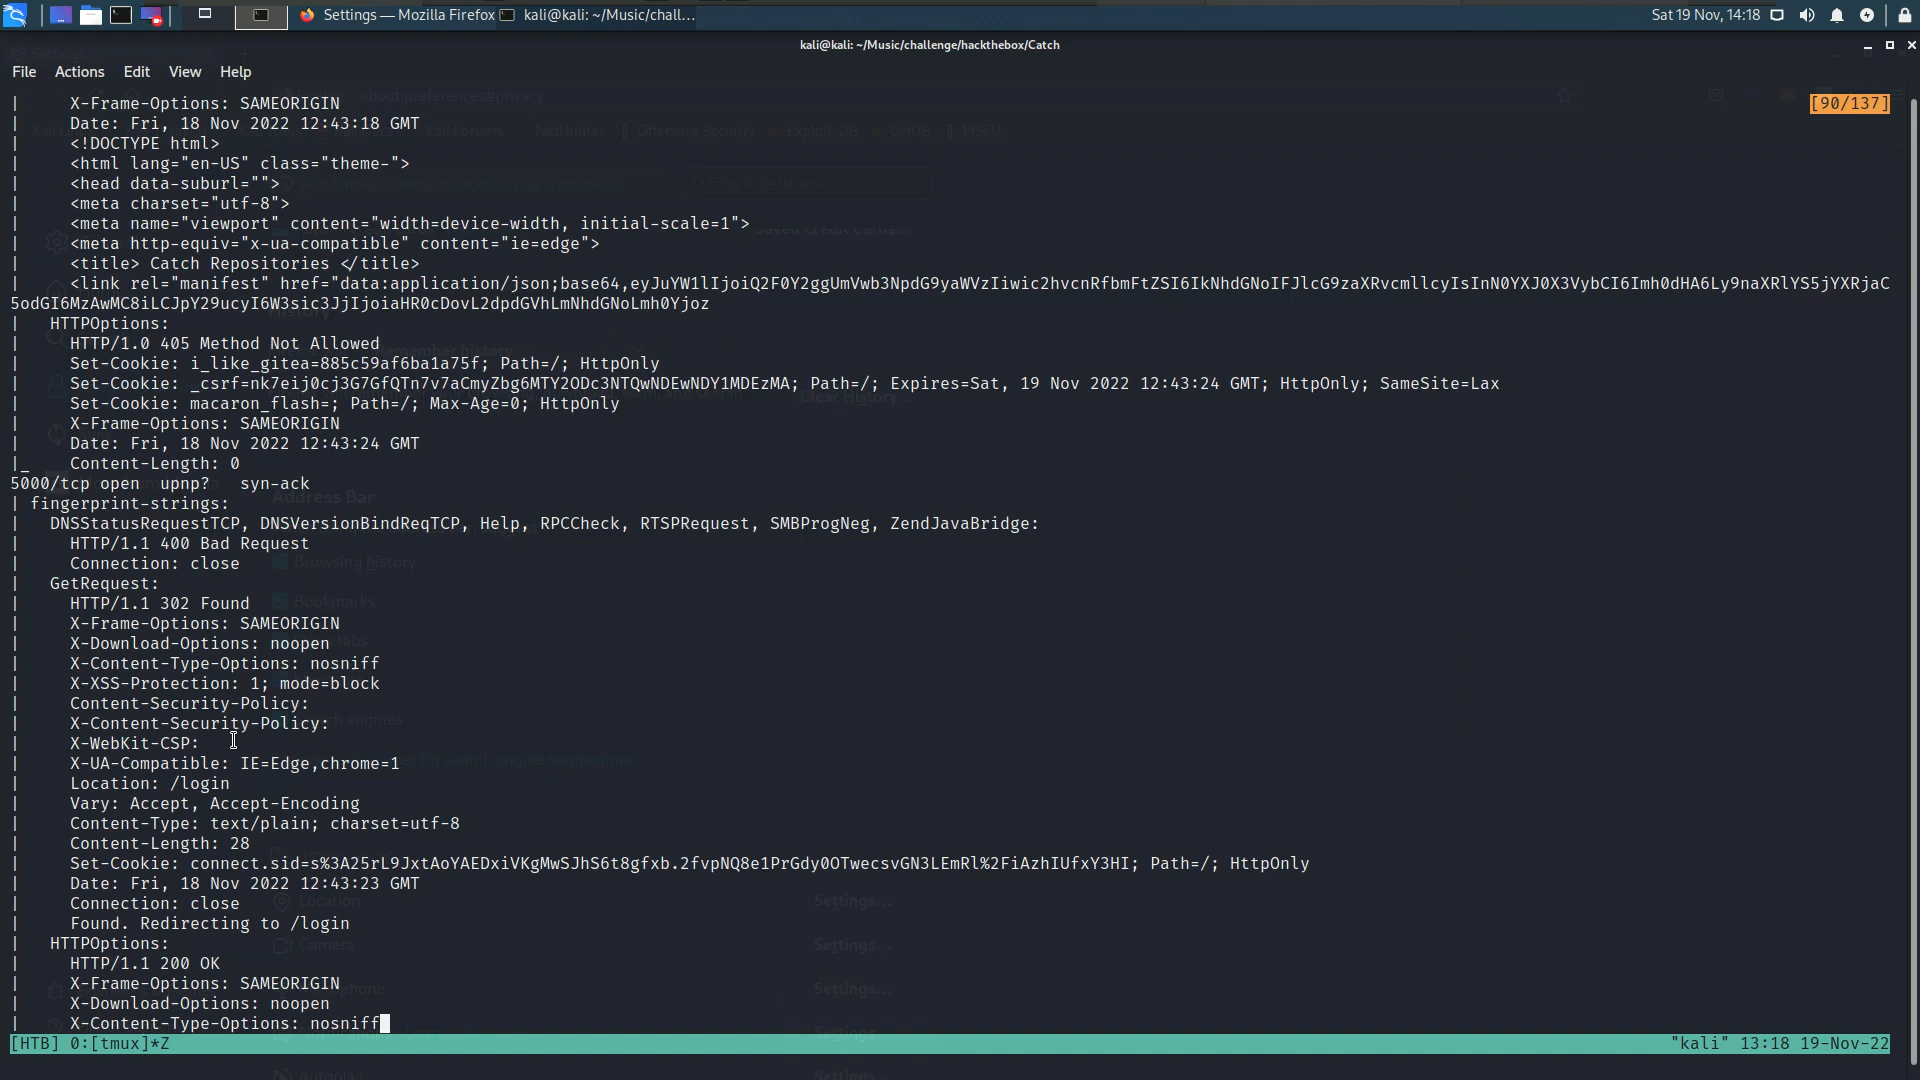 Settings — Mozilla Firefox
kali@kali: ~/Music/chall...
Sat 19 Nov, 14:18
kali@kali: ~/Music/challenge/hackthebox/Catch
File Actions Edit View Help
| X-Frame-Options: SAMEORIGIN [90/137]
| Date: Fri, 18 Nov 2022 12:43:18 GMT
| <!DOCTYPE html>
| <html lang="en-US" class="theme-">
| <head data-suburl="">
| <meta charset="utf-8">
| <meta name="viewport" content="width=device-width, initial-scale=1">
| <meta http-equiv="x-ua-compatible" content="ie=edge">
| <title> Catch Repositories </title>
| <link rel="manifest" href="data:application/json;base64,eyJuYW1lIjoiQ2F0Y2ggUmVwb3NpdG9yaWVzIiwic2hvcnRfbmFtZSI6IkNhdGNoIFJlcG9zaXRvcmllcyIsInN0YXJ0X3VybCI6Imh0dHA6Ly9naXRlYS5jYXRjaC
5odGI6MzAwMC8iLCJpY29ucyI6W3sic3JjIjoiaHR0cDovL2dpdGVhLmNhdGNoLmh0Yjoz
| HTTPOptions:
| HTTP/1.0 405 Method Not Allowed
| Set-Cookie: i_like_gitea=885c59af6ba1a75f; Path=/; HttpOnly
| Set-Cookie: _csrf=nk7eij0cj3G7GfQTn7v7aCmyZbg6MTY2ODc3NTQwNDEwNDY1MDEzMA; Path=/; Expires=Sat, 19 Nov 2022 12:43:24 GMT; HttpOnly; SameSite=Lax
| Set-Cookie: macaron_flash=; Path=/; Max-Age=0; HttpOnly
| X-Frame-Options: SAMEORIGIN
| Date: Fri, 18 Nov 2022 12:43:24 GMT
|_ Content-Length: 0
5000/tcp open upnp? syn-ack
| fingerprint-strings:
| DNSStatusRequestTCP, DNSVersionBindReqTCP, Help, RPCCheck, RTSPRequest, SMBProgNeg, ZendJavaBridge:
| HTTP/1.1 400 Bad Request
| Connection: close
| GetRequest:
| HTTP/1.1 302 Found
| X-Frame-Options: SAMEORIGIN
| X-Download-Options: noopen
| X-Content-Type-Options: nosniff
| X-XSS-Protection: 1; mode=block
| Content-Security-Policy:
| X-Content-Security-Policy:
| X-WebKit-CSP:
| X-UA-Compatible: IE=Edge,chrome=1
| Location: /login
| Vary: Accept, Accept-Encoding
| Content-Type: text/plain; charset=utf-8
| Content-Length: 28
| Set-Cookie: connect.sid=s%3A25rL9JxtAoYAEDxiVKgMwSJhS6t8gfxb.2fvpNQ8e1PrGdy0OTwecsvGN3LEmRl%2FiAzhIUfxY3HI; Path=/; HttpOnly
| Date: Fri, 18 Nov 2022 12:43:23 GMT
| Connection: close
| Found. Redirecting to /login
| HTTPOptions:
| HTTP/1.1 200 OK
| X-Frame-Options: SAMEORIGIN
| X-Download-Options: noopen
| X-Content-Type-Options: nosniff
[HTB] 0:[tmux]*Z "kali" 13:18 19-Nov-22